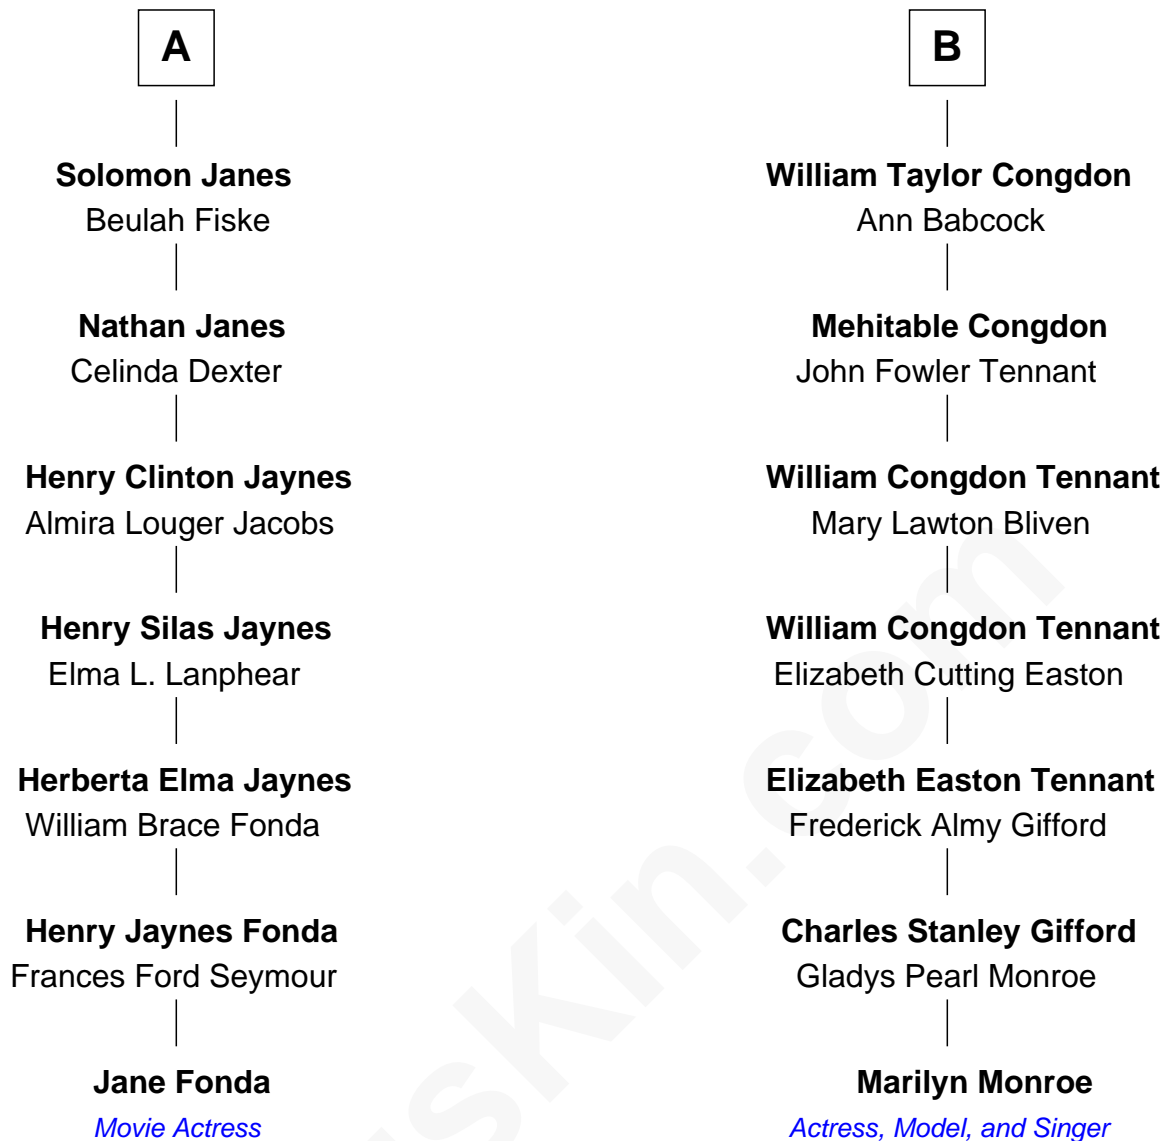 A
Solomon Janes
Beulah Fiske
Nathan Janes
Celinda Dexter
Henry Clinton Jaynes
Almira Louger Jacobs
Henry Silas Jaynes
Elma L. Lanphear
Herberta Elma Jaynes
William Brace Fonda
Henry Jaynes Fonda
Frances Ford Seymour
Jane Fonda
Movie Actress
B
William Taylor Congdon
Ann Babcock
Mehitable Congdon
John Fowler Tennant
William Congdon Tennant
Mary Lawton Bliven
William Congdon Tennant
Elizabeth Cutting Easton
Elizabeth Easton Tennant
Frederick Almy Gifford
Charles Stanley Gifford
Gladys Pearl Monroe
Marilyn Monroe
Actress, Model, and Singer